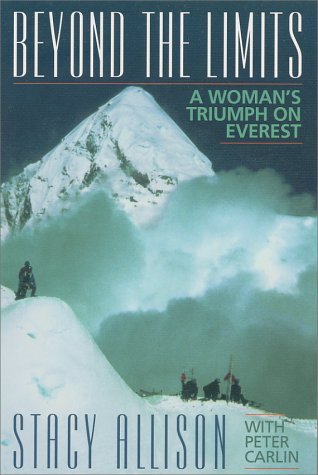 BEYOND THE LIMITS
A WOMAN'S
TRIUMPH ON
EVEREST
STACY ALLISON
WITH
PETER
CARLIN